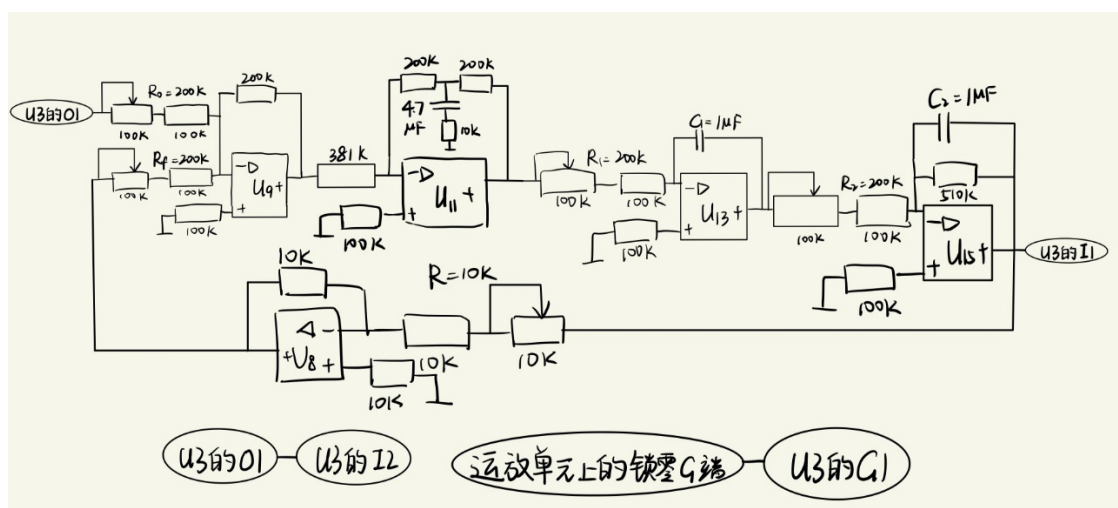 200K 200K
R₀=200K 200K C₂=1μF
U3的O1 4.7 μF 10K C₁=1μF
100K 100K 381K R₁=200K
Rf=200K -▷ U9+ -▷ U11+ R₂=200K 510K
100K 100K 100K 100K -▷ U13+ 100K 100K -▷ U15+ U3的I1
+ 100K + 100K + 100K + 100K
10K R=10K
◁- +U8+ 10K 10K
10K
U3的O1 U3的I2 运放单元上的锁零G端 U3的G1